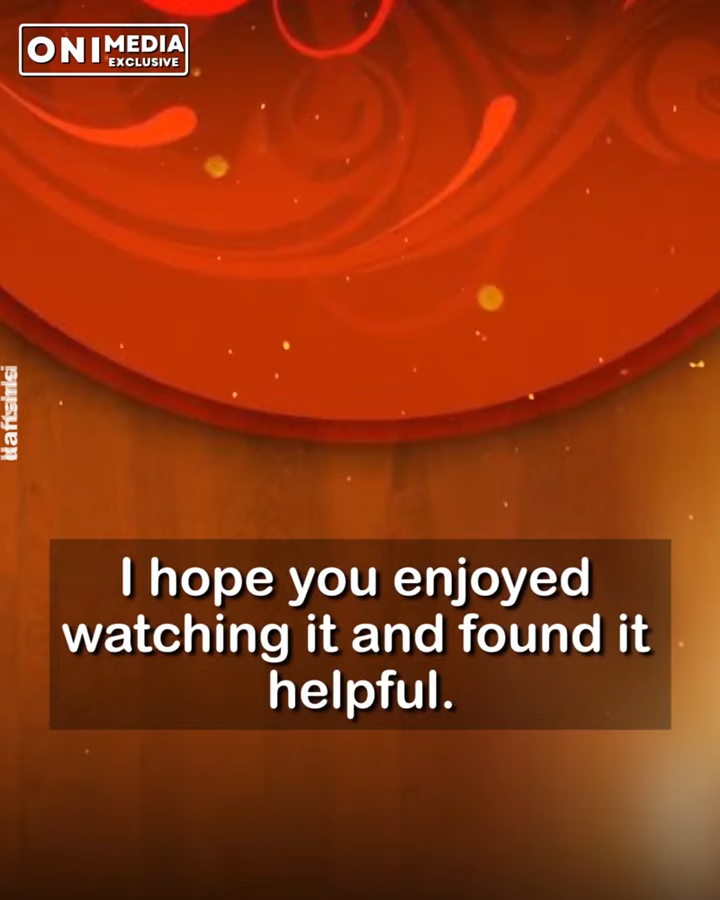 ONI MEDIA
EXCLUSIVE
I hope you enjoyed
watching it and found it
helpful.